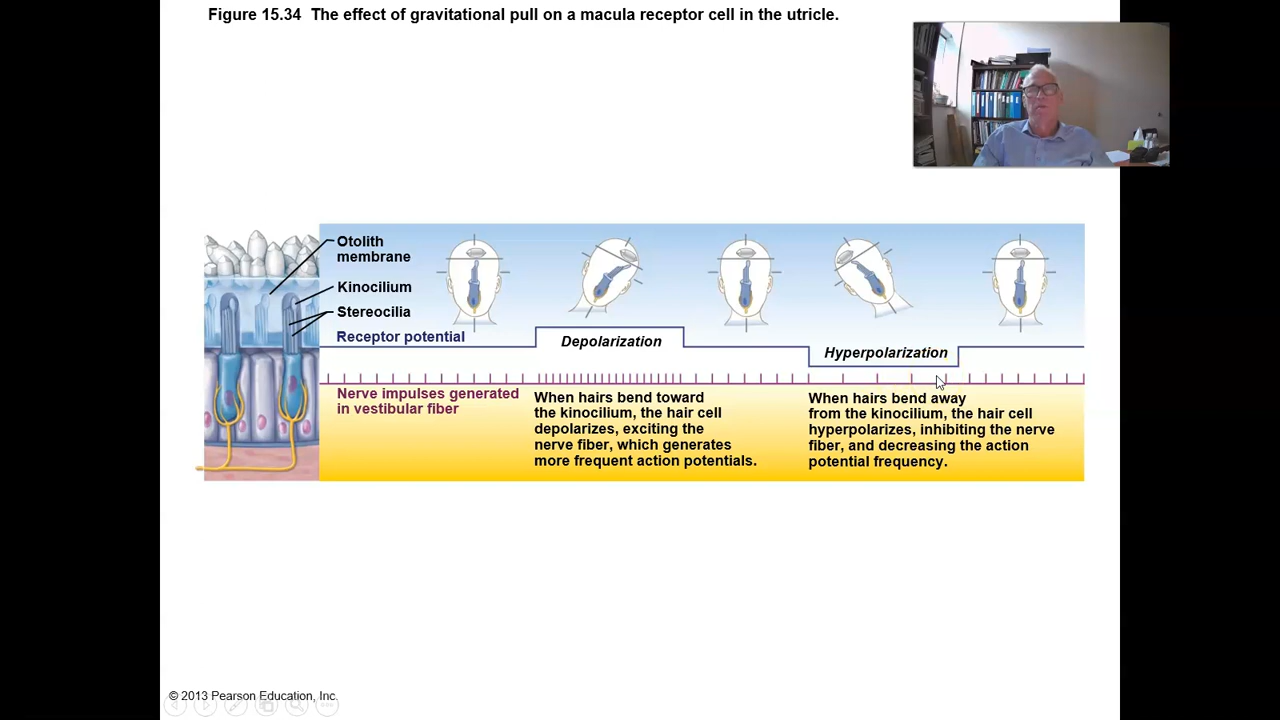 Figure 15.34 The effect of gravitational pull on a macula receptor cell in the utricle.
Otolith
membrane
Kinocilium
Stereocilia
Receptor potential
Depolarization
Hyperpolarization
Nerve impulses generated
in vestibular fiber
When hairs bend toward
the kinocilium, the hair cell
depolarizes, exciting the
nerve fiber, which generates
more frequent action potentials.
When hairs bend away
from the kinocilium, the hair cell
hyperpolarizes, inhibiting the nerve
fiber, and decreasing the action
potential frequency.
© 2013 Pearson Education, Inc.